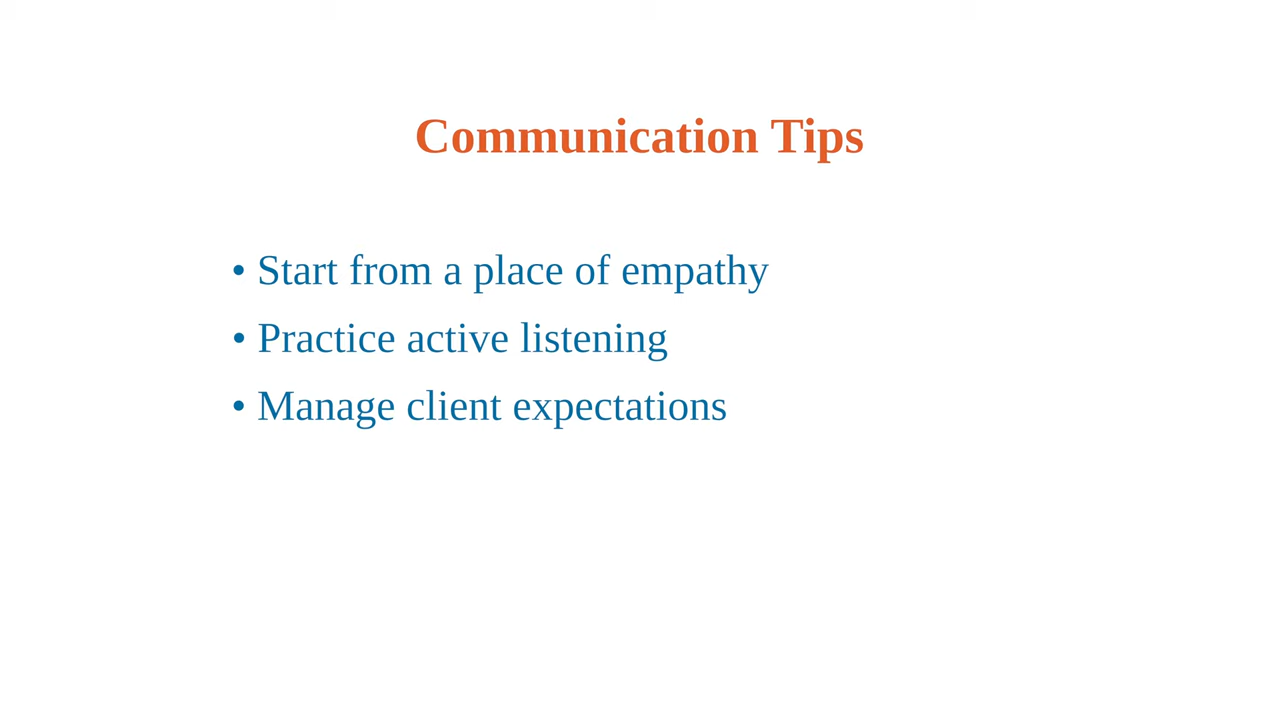 Communication Tips
• Start from a place of empathy
• Practice active listening
• Manage client expectations